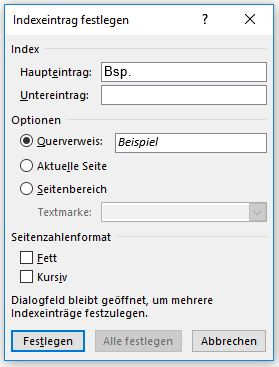 Indexeintrag festlegen ? ×
Index
Haupteintrag: Bsp.
Untereintrag:
Optionen
Querverweis: Beispiel
Aktuelle Seite
Seitenbereich
Textmarke:
Seitenzahlenformat
Fett
Kursiv
Dialogfeld bleibt geöffnet, um mehrere
Indexeinträge festzulegen.
Festlegen Alle festlegen Abbrechen